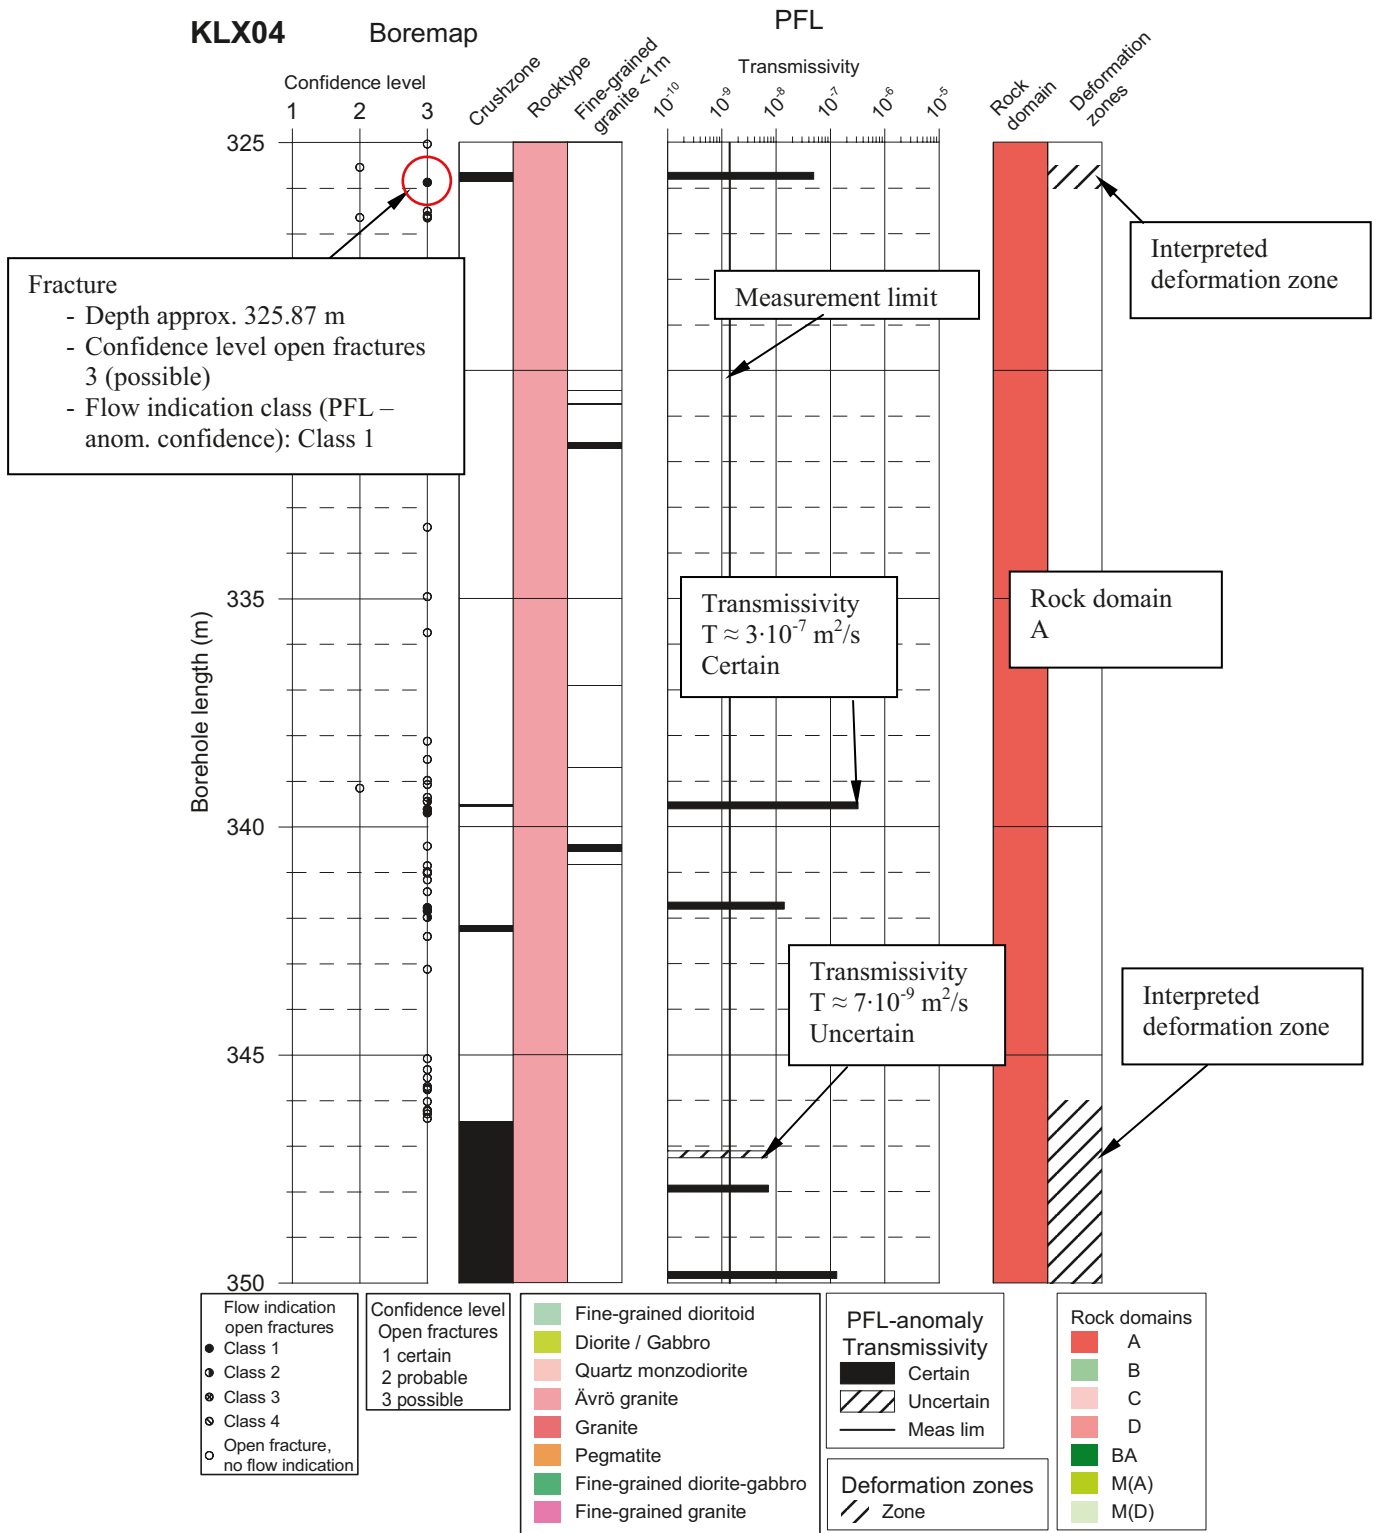 KLX04
Boremap
PFL
Confidence level
1 2 3
Crushzone
Rocktype
Fine-grained
granite <1m
Transmissivity
10^-10 10^-9 10^-8 10^-7 10^-6 10^-5
Rock
domain
Deformation
zones
325
Interpreted
deformation zone
Fracture
- Depth approx. 325.87 m
- Confidence level open fractures
3 (possible)
- Flow indication class (PFL –
anom. confidence): Class 1
Measurement limit
Borehole length (m)
335
Transmissivity
T ≈ 3·10^-7 m^2/s
Certain
Rock domain
A
340
Transmissivity
T ≈ 7·10^-9 m^2/s
Uncertain
Interpreted
deformation zone
345
350
Flow indication
open fractures
Class 1
Class 2
Class 3
Class 4
Open fracture,
no flow indication
Confidence level
Open fractures
1 certain
2 probable
3 possible
Fine-grained dioritoid
Diorite / Gabbro
Quartz monzodiorite
Ävrö granite
Granite
Pegmatite
Fine-grained diorite-gabbro
Fine-grained granite
PFL-anomaly
Transmissivity
Certain
Uncertain
Meas lim
Deformation zones
Zone
Rock domains
A
B
C
D
BA
M(A)
M(D)